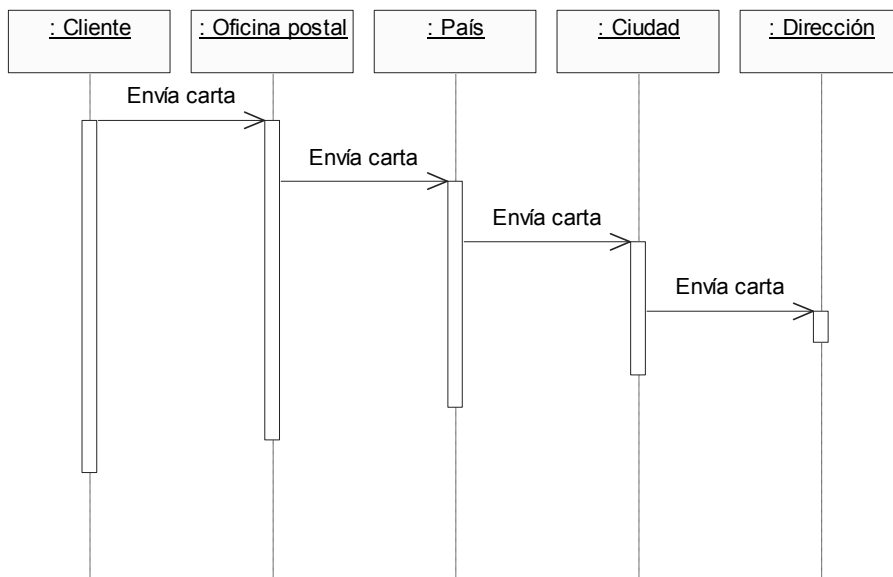 : Cliente
: Oficina postal
: País
: Ciudad
: Dirección
Envía carta
Envía carta
Envía carta
Envía carta